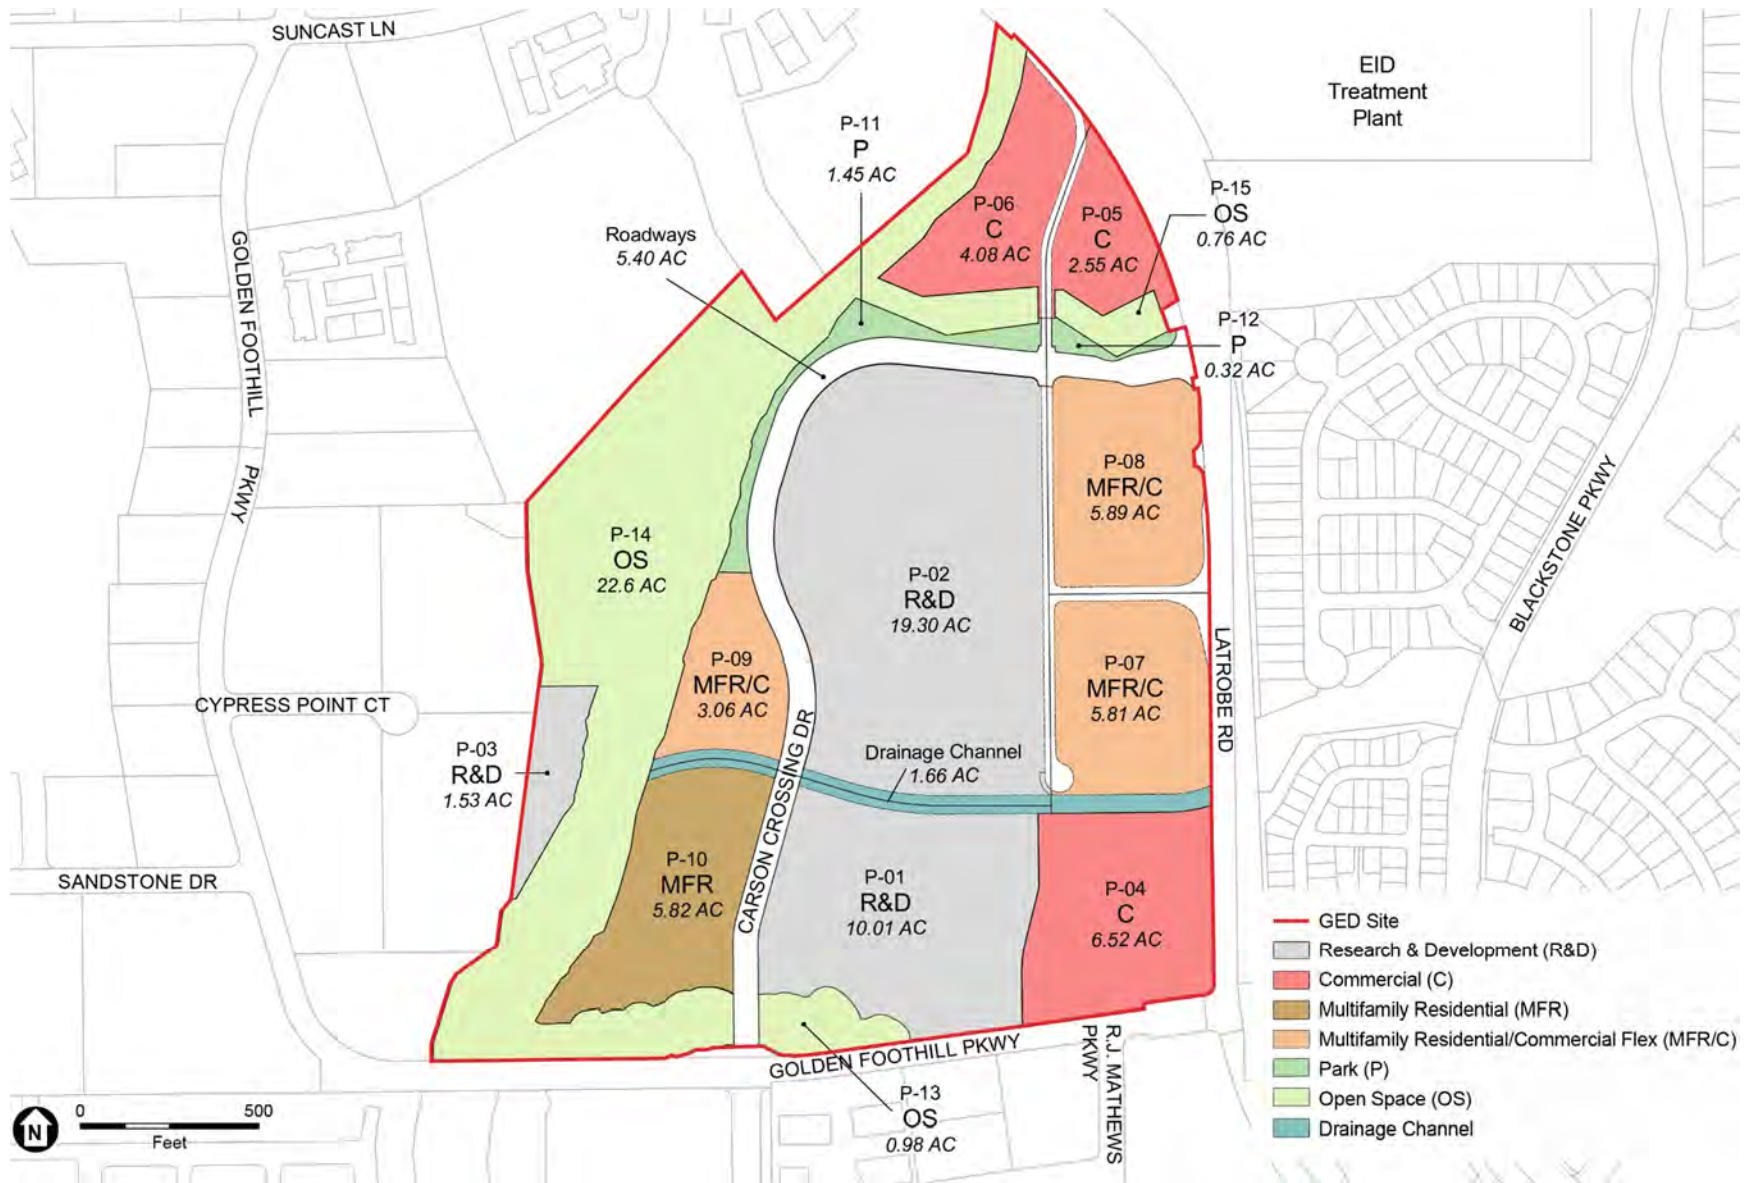 SUNCAST LN
EID
Treatment
Plant
P-11
P
1.45 AC
P-15
OS
0.76 AC
P-06
C
4.08 AC
P-05
C
2.55 AC
Roadways
5.40 AC
GOLDEN FOOTHILL
PKWY
P-12
P
0.32 AC
P-08
MFR/C
5.89 AC
BLACKSTONE PKWY
P-14
OS
22.6 AC
P-02
R&D
19.30 AC
P-09
MFR/C
3.06 AC
P-07
MFR/C
5.81 AC
LATROBE RD
CYPRESS POINT CT
P-03
R&D
1.53 AC
Drainage Channel
1.66 AC
CARSON CROSSING DR
SANDSTONE DR
P-10
MFR
5.82 AC
P-01
R&D
10.01 AC
P-04
C
6.52 AC
GOLDEN FOOTHILL PKWY
R.J. MATHEWS
PKWY
P-13
OS
0.98 AC
GED Site
Research & Development (R&D)
Commercial (C)
Multifamily Residential (MFR)
Multifamily Residential/Commercial Flex (MFR/C)
Park (P)
Open Space (OS)
Drainage Channel
N
0 500
Feet